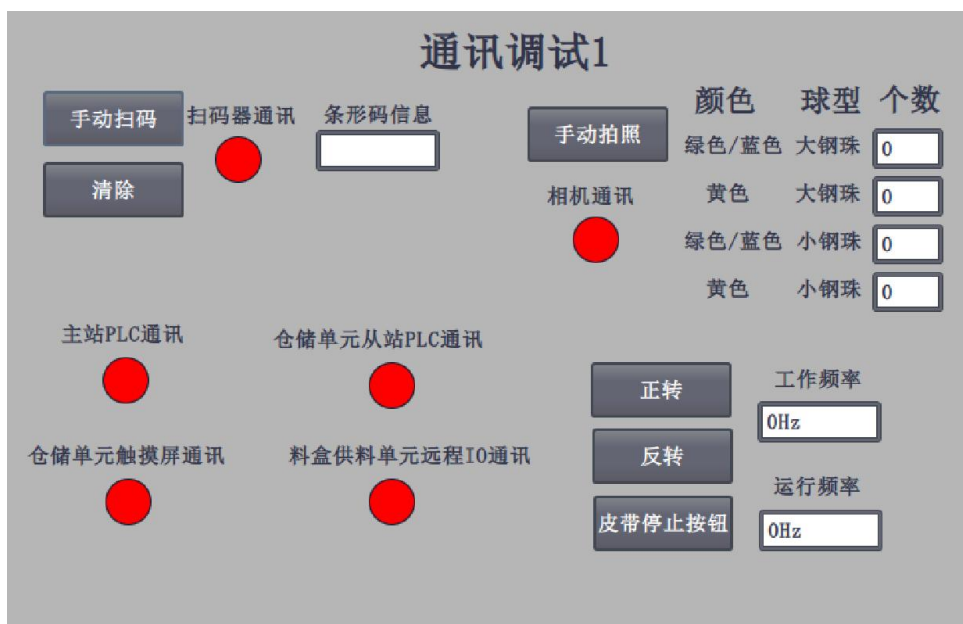 通讯调试1
手动扫码
扫码器通讯
条形码信息
清除
手动拍照
相机通讯
颜色 球型 个数
绿色/蓝色 大钢珠 0
黄色 大钢珠 0
绿色/蓝色 小钢珠 0
黄色 小钢珠 0
主站PLC通讯
仓储单元从站PLC通讯
仓储单元触摸屏通讯
料盒供料单元远程IO通讯
正转
反转
皮带停止按钮
工作频率
0Hz
运行频率
0Hz